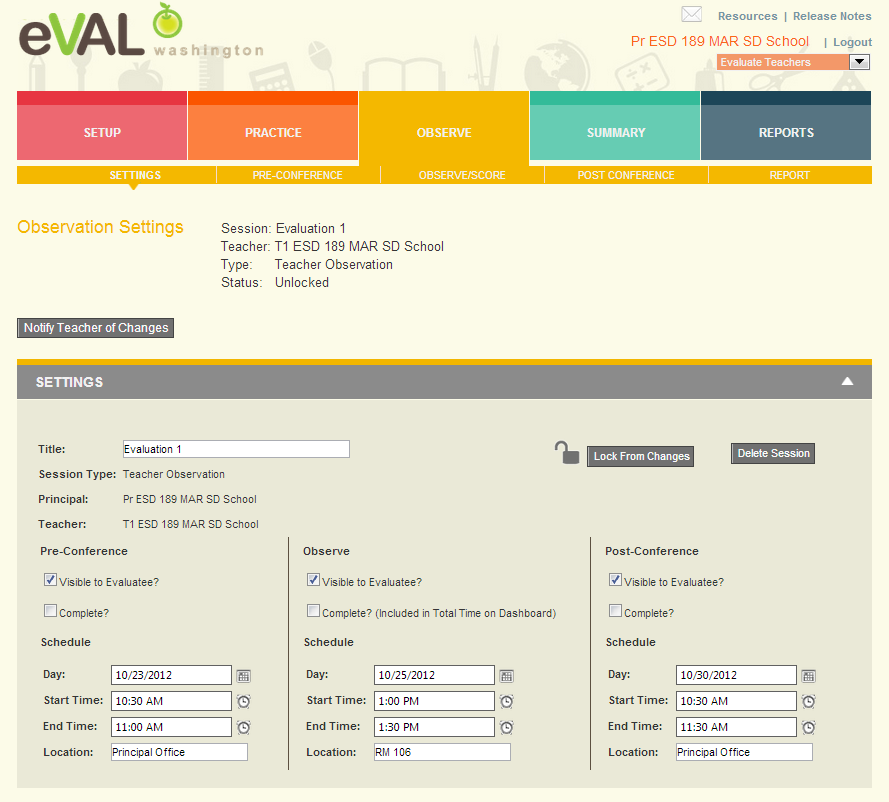 eVAL washington
Resources | Release Notes
Pr ESD 189 MAR SD School | Logout
Evaluate Teachers
SETUP PRACTICE OBSERVE SUMMARY REPORTS
SETTINGS PRE-CONFERENCE OBSERVE/SCORE POST CONFERENCE REPORT
Observation Settings
Session: Evaluation 1
Teacher: T1 ESD 189 MAR SD School
Type: Teacher Observation
Status: Unlocked
Notify Teacher of Changes
SETTINGS
Title: Evaluation 1 Lock From Changes Delete Session
Session Type: Teacher Observation
Principal: Pr ESD 189 MAR SD School
Teacher: T1 ESD 189 MAR SD School
Pre-Conference Observe Post-Conference
Visible to Evaluatee? Visible to Evaluatee? Visible to Evaluatee?
Complete? Complete? (Included in Total Time on Dashboard) Complete?
Schedule Schedule Schedule
Day: 10/23/2012 Day: 10/25/2012 Day: 10/30/2012
Start Time: 10:30 AM Start Time: 1:00 PM Start Time: 10:30 AM
End Time: 11:00 AM End Time: 1:30 PM End Time: 11:30 AM
Location: Principal Office Location: RM 106 Location: Principal Office